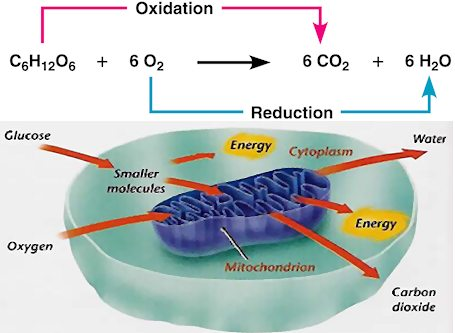 Oxidation
C₆H₁₂O₆ + 6 O₂ → 6 CO₂ + 6 H₂O
Reduction
Glucose
Energy
Cytoplasm
Water
Smaller
molecules
Energy
Oxygen
Mitochondrion
Carbon
dioxide